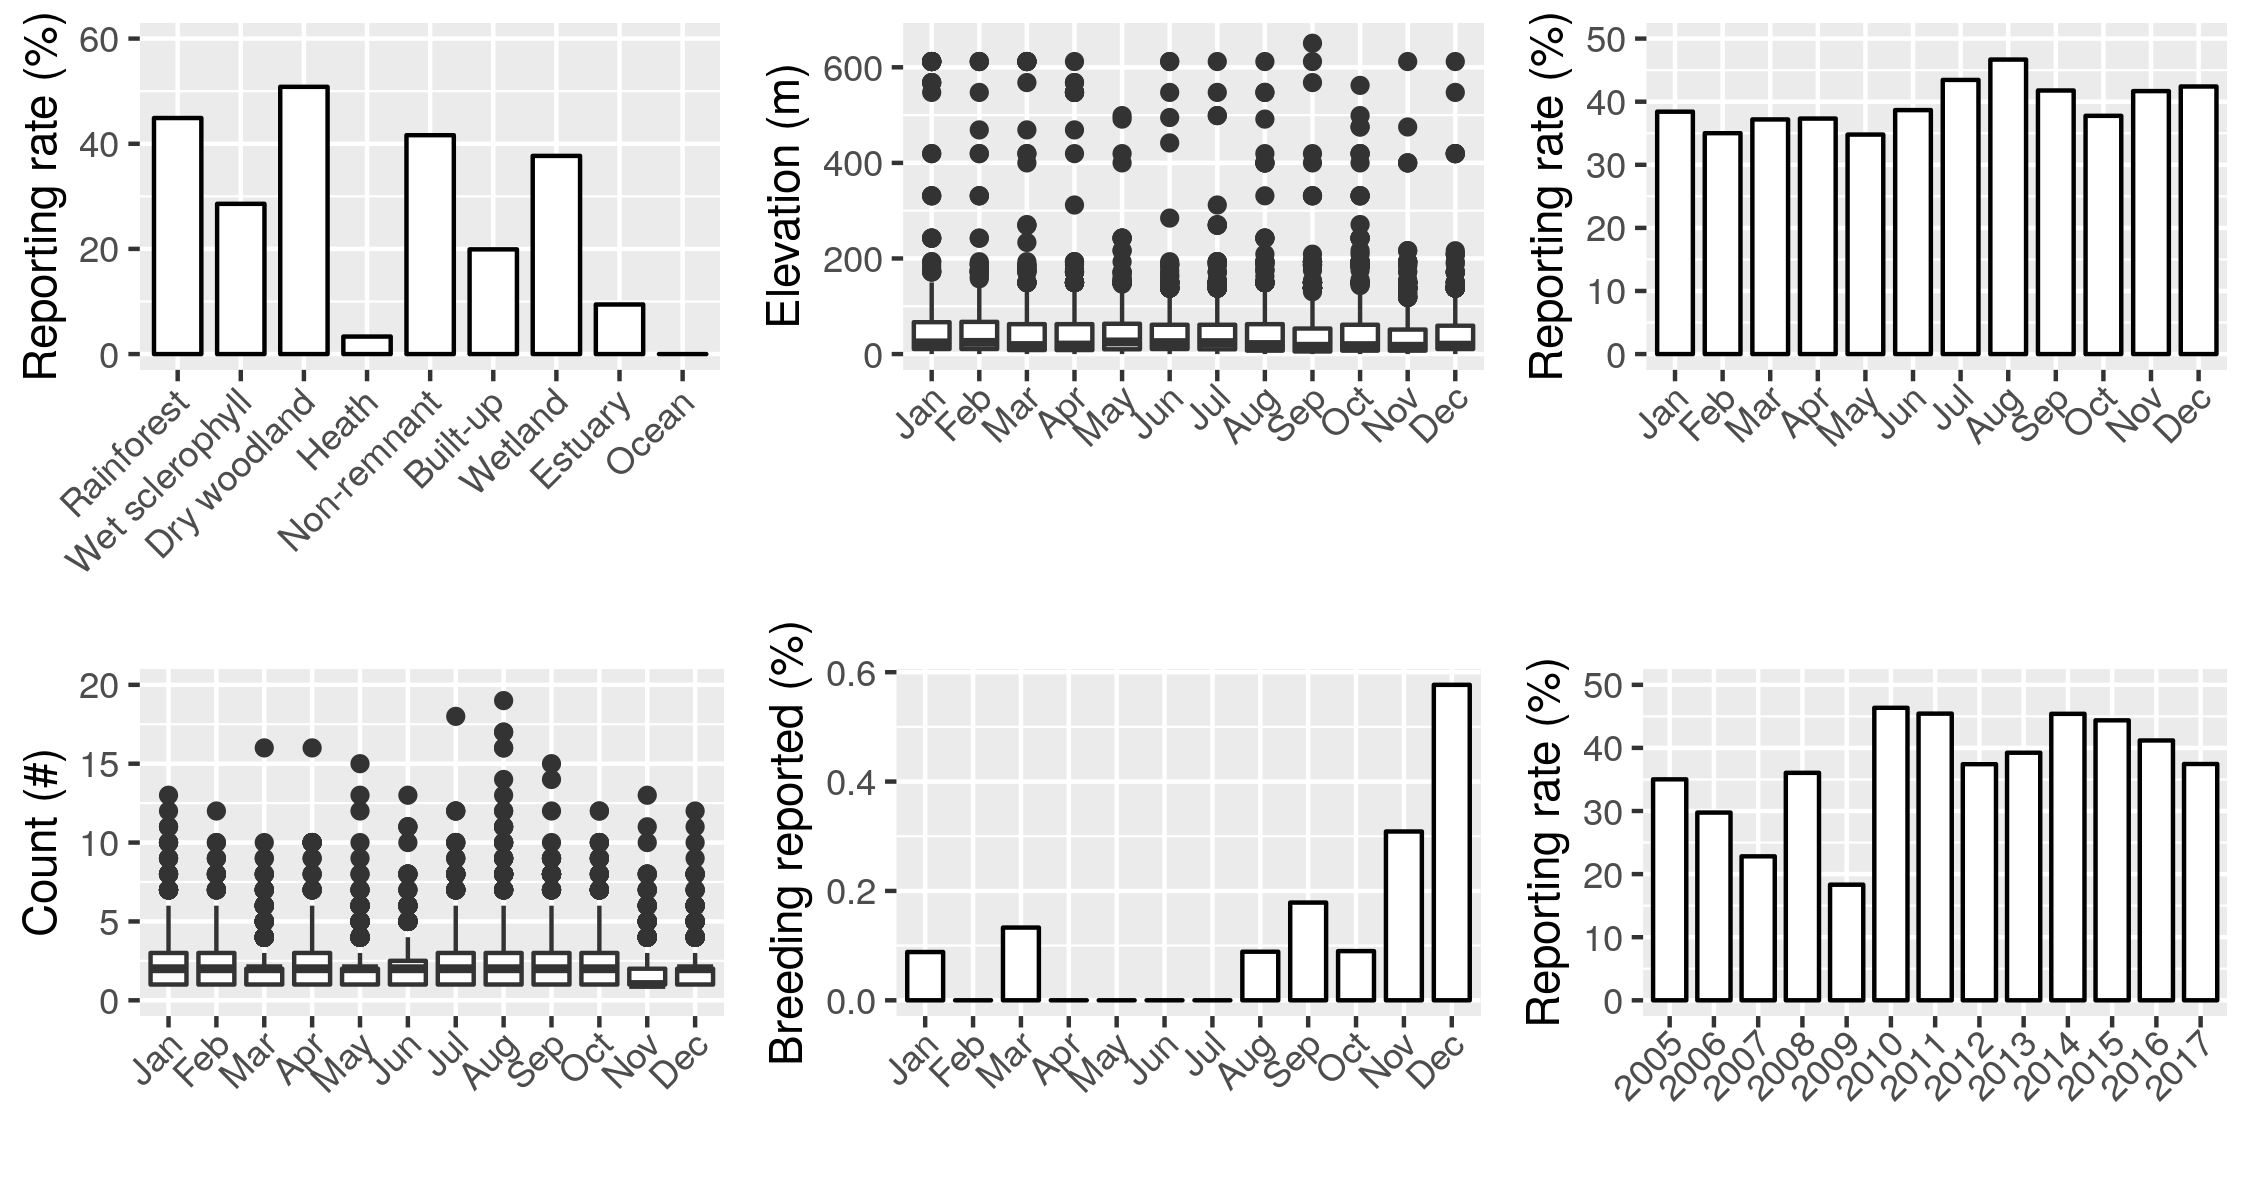 Reporting rate (%)
60
40
20
0
Rainforest
Wet sclerophyll
Dry woodland
Heath
Non-remnant
Built-up
Wetland
Estuary
Ocean
Elevation (m)
600
400
200
0
Jan
Feb
Mar
Apr
May
Jun
Jul
Aug
Sep
Oct
Nov
Dec
Reporting rate (%)
50
40
30
20
10
0
Jan
Feb
Mar
Apr
May
Jun
Jul
Aug
Sep
Oct
Nov
Dec
Count (#)
20
15
10
5
0
Jan
Feb
Mar
Apr
May
Jun
Jul
Aug
Sep
Oct
Nov
Dec
Breeding reported (%)
0.6
0.4
0.2
0.0
Jan
Feb
Mar
Apr
May
Jun
Jul
Aug
Sep
Oct
Nov
Dec
Reporting rate (%)
50
40
30
20
10
0
2005
2006
2007
2008
2009
2010
2011
2012
2013
2014
2015
2016
2017